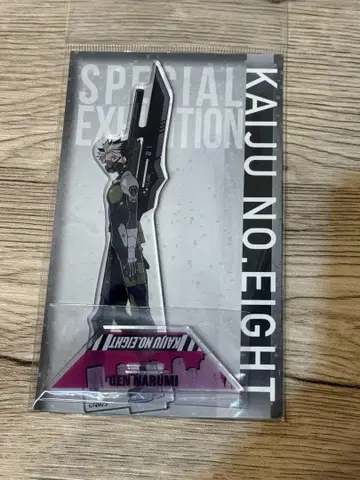 SPECIAL
EXHIBITION
KAIJU NO.EIGHT
KAIJU NO.EIGHT
GEN NARUMI